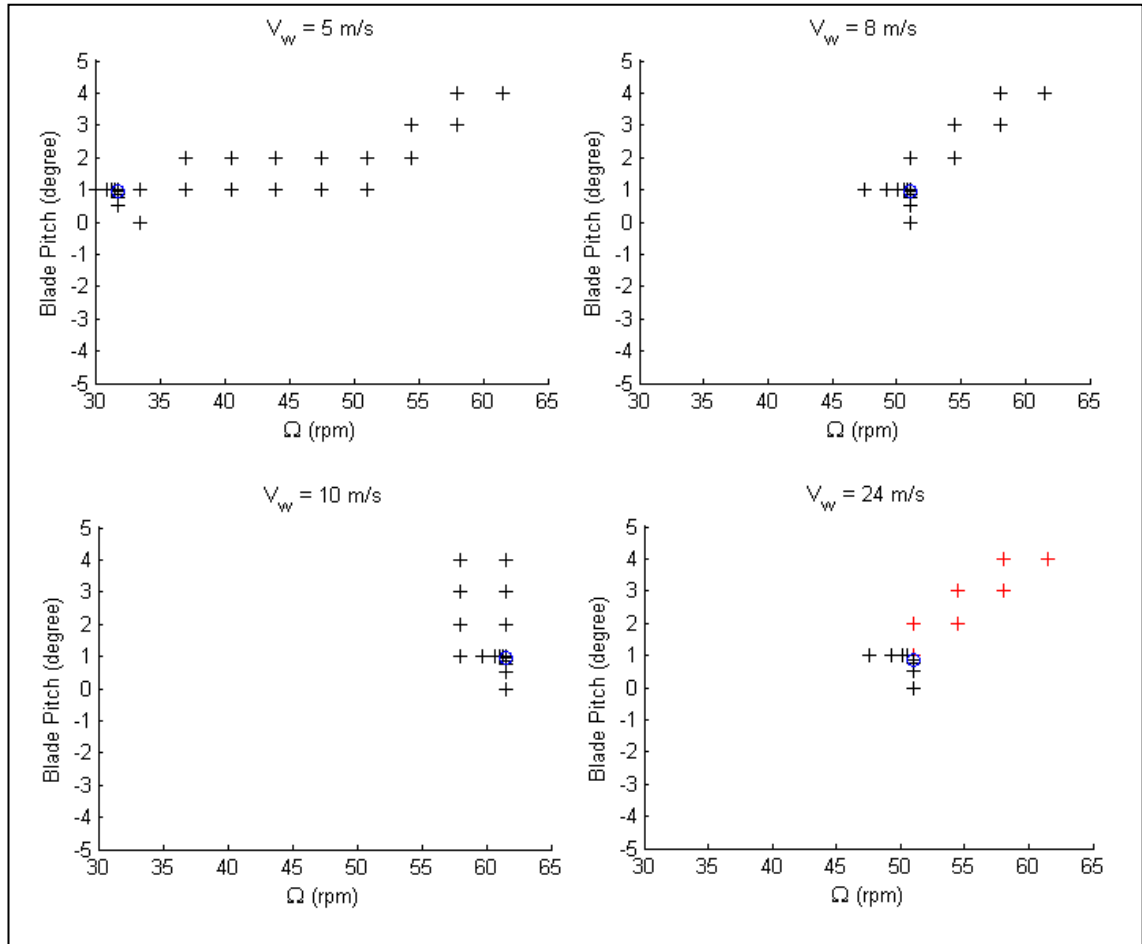 V_w = 5 m/s
5
4
3
2
1
0
-1
-2
-3
-4
-5
Blade Pitch (degree)
30 35 40 45 50 55 60 65
Ω (rpm)
V_w = 8 m/s
5
4
3
2
1
0
-1
-2
-3
-4
-5
Blade Pitch (degree)
30 35 40 45 50 55 60 65
Ω (rpm)
V_w = 10 m/s
5
4
3
2
1
0
-1
-2
-3
-4
-5
Blade Pitch (degree)
30 35 40 45 50 55 60 65
Ω (rpm)
V_w = 24 m/s
5
4
3
2
1
0
-1
-2
-3
-4
-5
Blade Pitch (degree)
30 35 40 45 50 55 60 65
Ω (rpm)